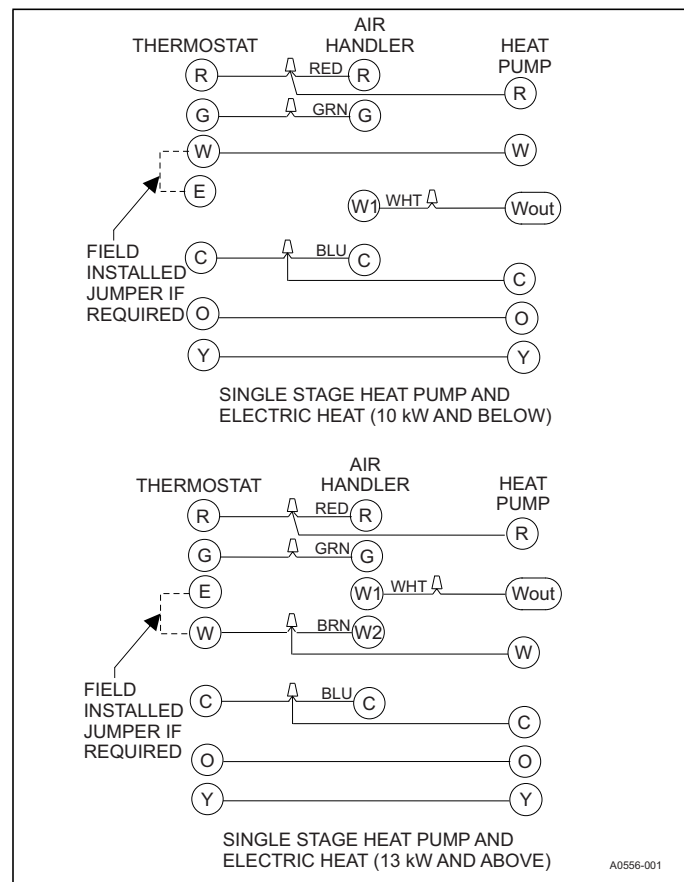 THERMOSTAT
AIR
HANDLER
HEAT
PUMP
R
RED
R
R
G
GRN
G
W
W
E
W1
WHT
Wout
FIELD
INSTALLED
JUMPER IF
REQUIRED
C
BLU
C
C
O
O
Y
Y
SINGLE STAGE HEAT PUMP AND
ELECTRIC HEAT (10 kW AND BELOW)
THERMOSTAT
AIR
HANDLER
HEAT
PUMP
R
RED
R
R
G
GRN
G
E
W1
WHT
Wout
W
BRN
W2
W
FIELD
INSTALLED
JUMPER IF
REQUIRED
C
BLU
C
C
O
O
Y
Y
SINGLE STAGE HEAT PUMP AND
ELECTRIC HEAT (13 kW AND ABOVE)
A0556-001